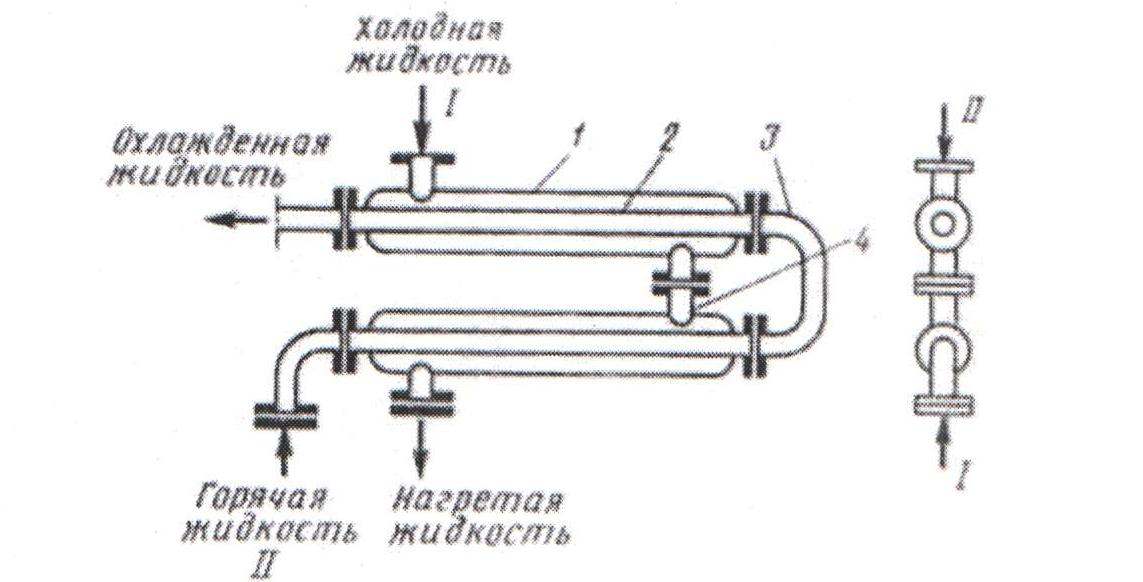 Холодная
жидкость
I
Охлажденная
жидкость
1
2
3
4
II
Горячая
жидкость
II
Нагретая
жидкость
I